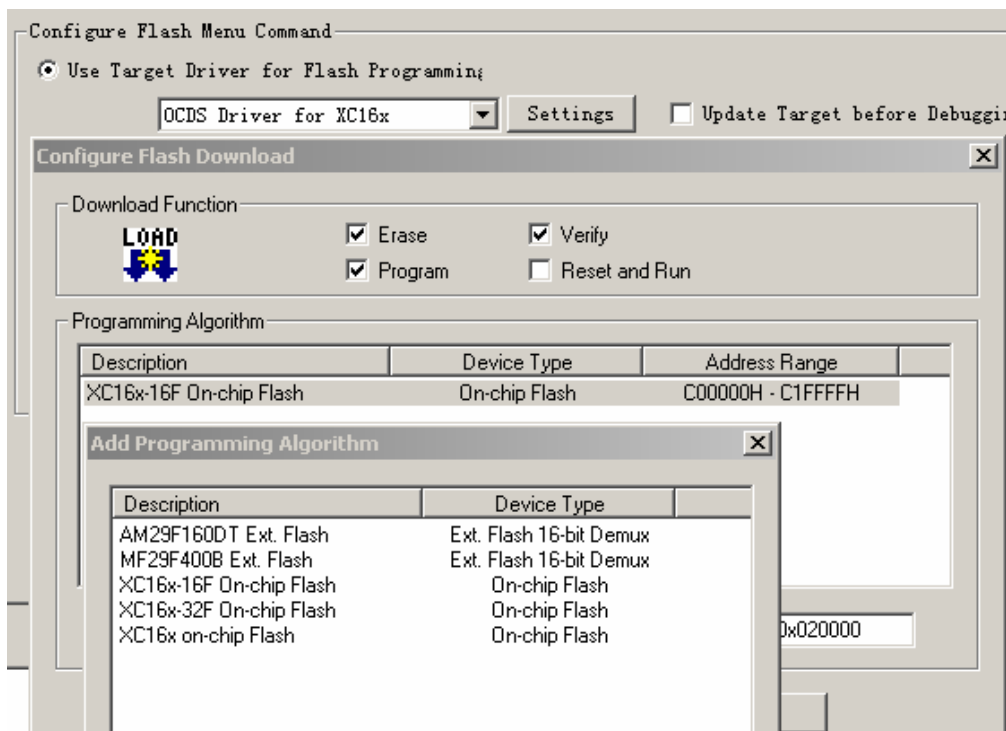 Configure Flash Menu Command
Use Target Driver for Flash Programming
OCDS Driver for XC16x Settings Update Target before Debuggi
Configure Flash Download
Download Function
LOAD Erase Verify
Program Reset and Run
Programming Algorithm
Description Device Type Address Range
XC16x-16F On-chip Flash On-chip Flash C00000H - C1FFFFH
Add Programming Algorithm
Description Device Type
AM29F160DT Ext. Flash Ext. Flash 16-bit Demux
MF29F400B Ext. Flash Ext. Flash 16-bit Demux
XC16x-16F On-chip Flash On-chip Flash
XC16x-32F On-chip Flash On-chip Flash
XC16x on-chip Flash On-chip Flash
0x020000